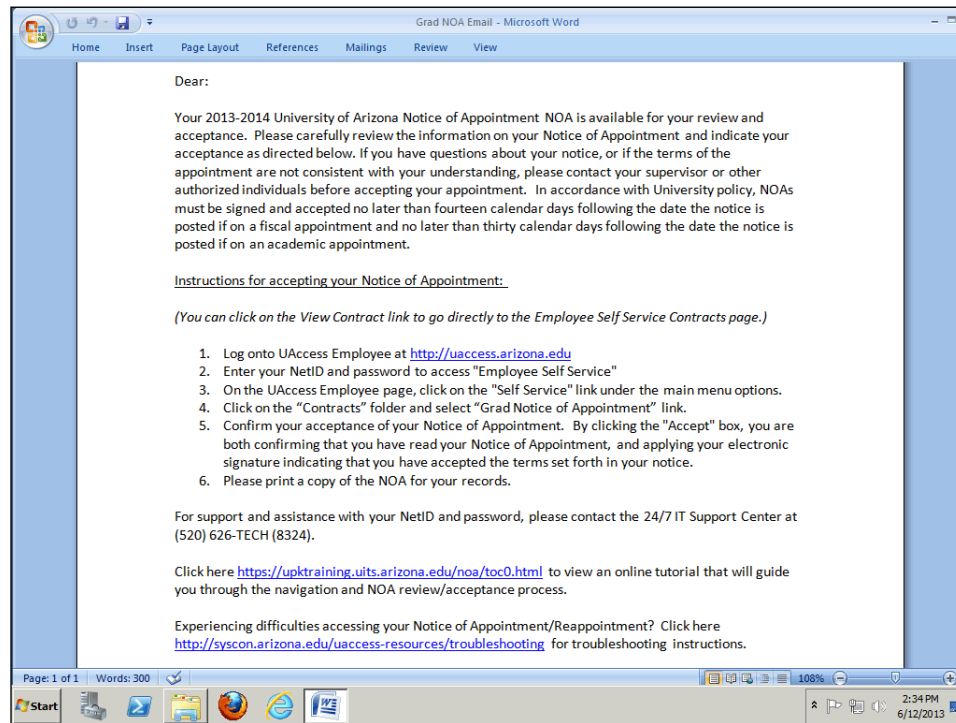 Grad NOA Email - Microsoft Word
Home Insert Page Layout References Mailings Review View
Dear:
Your 2013-2014 University of Arizona Notice of Appointment NOA is available for your review and
acceptance.  Please carefully review the information on your Notice of Appointment and indicate your
acceptance as directed below. If you have questions about your notice, or if the terms of the
appointment are not consistent with your understanding, please contact your supervisor or other
authorized individuals before accepting your appointment.  In accordance with University policy, NOAs
must be signed and accepted no later than fourteen calendar days following the date the notice is
posted if on a fiscal appointment and no later than thirty calendar days following the date the notice is
posted if on an academic appointment.
Instructions for accepting your Notice of Appointment:
(You can click on the View Contract link to go directly to the Employee Self Service Contracts page.)
1. Log onto UAccess Employee at http://uaccess.arizona.edu
2. Enter your NetID and password to access "Employee Self Service"
3. On the UAccess Employee page, click on the "Self Service" link under the main menu options.
4. Click on the “Contracts” folder and select “Grad Notice of Appointment” link.
5. Confirm your acceptance of your Notice of Appointment.  By clicking the "Accept" box, you are
both confirming that you have read your Notice of Appointment, and applying your electronic
signature indicating that you have accepted the terms set forth in your notice.
6. Please print a copy of the NOA for your records.
For support and assistance with your NetID and password, please contact the 24/7 IT Support Center at
(520) 626-TECH (8324).
Click here https://upktraining.uits.arizona.edu/noa/toc0.html to view an online tutorial that will guide
you through the navigation and NOA review/acceptance process.
Experiencing difficulties accessing your Notice of Appointment/Reappointment?  Click here
http://syscon.arizona.edu/uaccess-resources/troubleshooting for troubleshooting instructions.
Page: 1 of 1 Words: 300 108%
Start 2:34 PM
6/12/2013